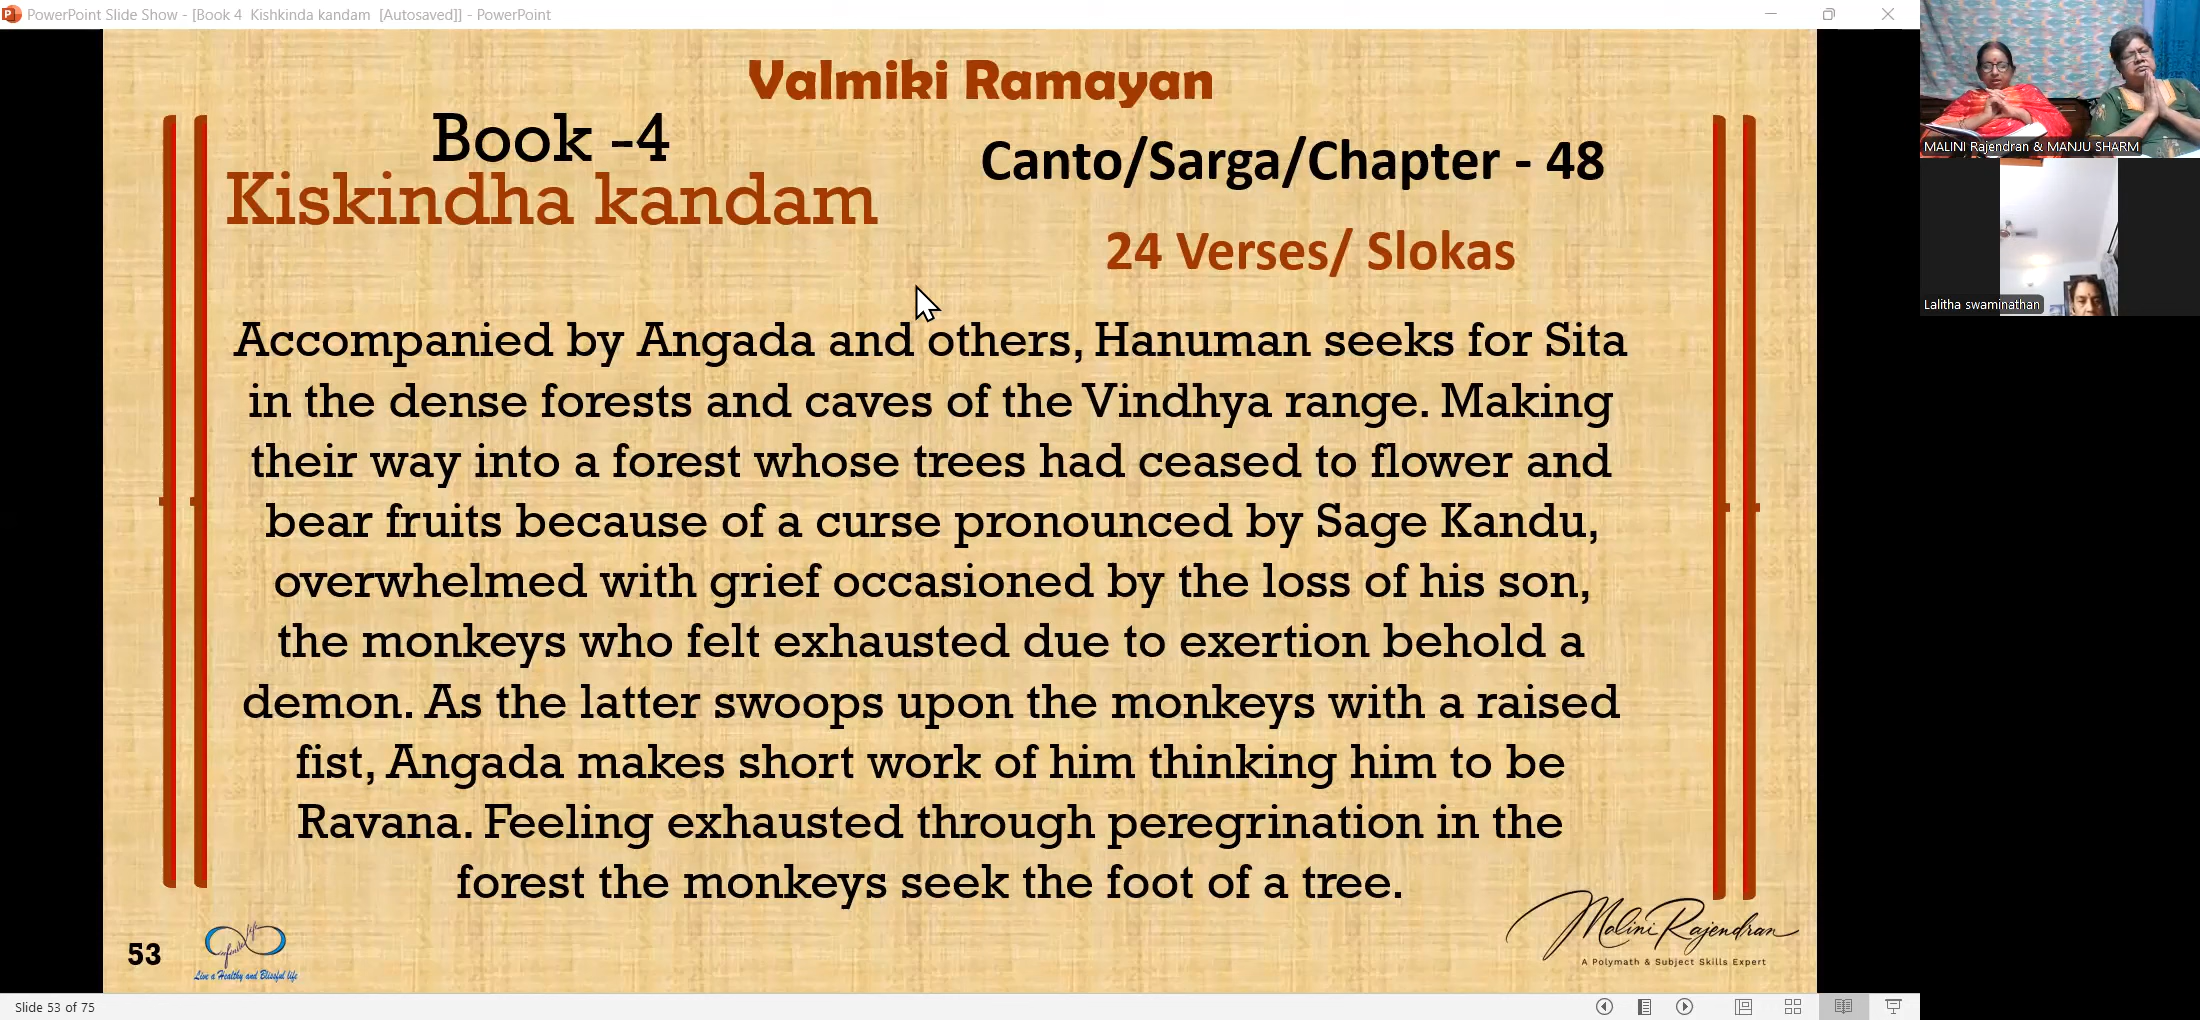 PowerPoint Slide Show - [Book 4  Kishkinda kandam  [Autosaved]] - PowerPoint
Valmiki Ramayan
Book -4
Kiskindha kandam
Canto/Sarga/Chapter - 48
24 Verses/ Slokas
Accompanied by Angada and others, Hanuman seeks for Sita
in the dense forests and caves of the Vindhya range. Making
their way into a forest whose trees had ceased to flower and
bear fruits because of a curse pronounced by Sage Kandu,
overwhelmed with grief occasioned by the loss of his son,
the monkeys who felt exhausted due to exertion behold a
demon. As the latter swoops upon the monkeys with a raised
fist, Angada makes short work of him thinking him to be
Ravana. Feeling exhausted through peregrination in the
forest the monkeys seek the foot of a tree.
53
Infinite life
Live a Healthy and Blissful life
Malini Rajendran
A Polymath & Subject Skills Expert
Slide 53 of 75
MALINI Rajendran & MANJU SHARM
Lalitha swaminathan